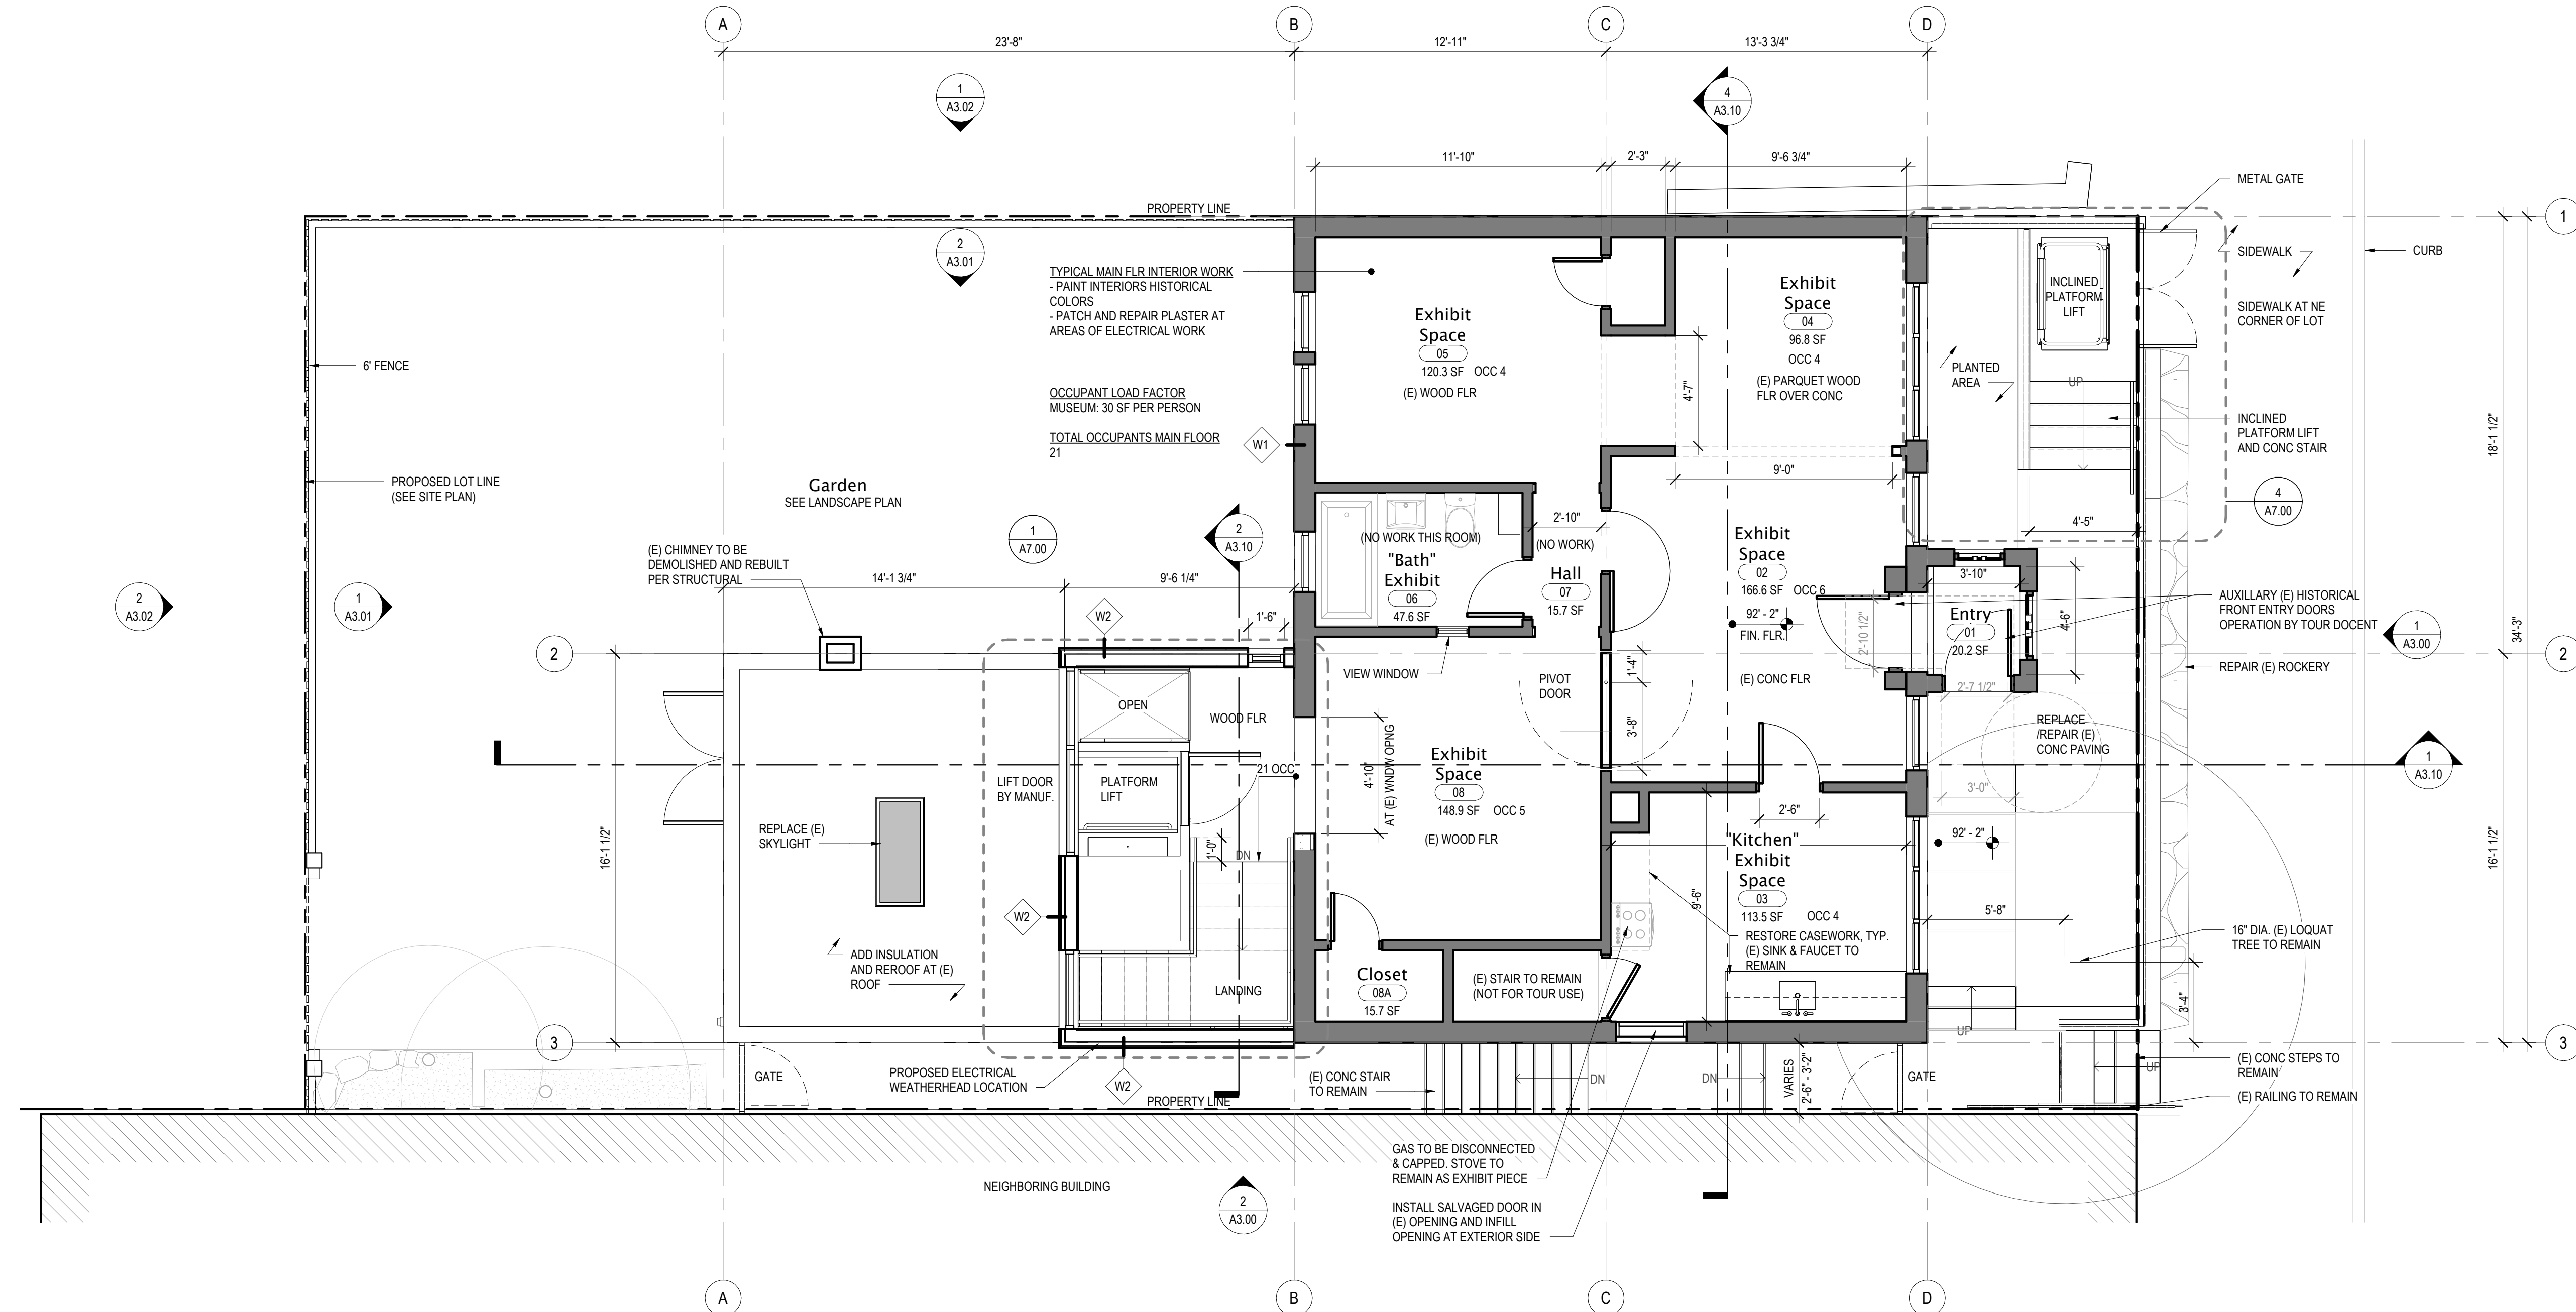 A
B
C
D
23'-8"
12'-11"
13'-3 3/4"
1
A3.02
4
A3.10
11'-10"
2'-3"
9'-6 3/4"
METAL GATE
PROPERTY LINE
1
2
A3.01
SIDEWALK
CURB
TYPICAL MAIN FLR INTERIOR WORK
- PAINT INTERIORS HISTORICAL
COLORS
- PATCH AND REPAIR PLASTER AT
AREAS OF ELECTRICAL WORK
Exhibit
Space
05
120.3 SF OCC 4
(E) WOOD FLR
Exhibit
Space
04
96.8 SF
OCC 4
(E) PARQUET WOOD
FLR OVER CONC
INCLINED
PLATFORM
LIFT
SIDEWALK AT NE
CORNER OF LOT
6' FENCE
PLANTED
AREA
UP
4'-7"
OCCUPANT LOAD FACTOR
MUSEUM: 30 SF PER PERSON
TOTAL OCCUPANTS MAIN FLOOR
21
W1
INCLINED
PLATFORM LIFT
AND CONC STAIR
18'-1 1/2"
9'-0"
PROPOSED LOT LINE
(SEE SITE PLAN)
Garden
SEE LANDSCAPE PLAN
4
A7.00
4'-5"
1
A7.00
2
A3.10
(NO WORK THIS ROOM)
"Bath"
Exhibit
06
47.6 SF
2'-10"
(NO WORK)
Hall
07
15.7 SF
Exhibit
Space
02
166.6 SF OCC 6
92' - 2"
FIN. FLR.
(E) CONC FLR
(E) CHIMNEY TO BE
DEMOLISHED AND REBUILT
PER STRUCTURAL
14'-1 3/4"
9'-6 1/4"
3'-10"
4'-6"
Entry
01
20.2 SF
2'-10 1/2"
2'-7 1/2"
AUXILLARY (E) HISTORICAL
FRONT ENTRY DOORS
OPERATION BY TOUR DOCENT
2
A3.02
1
A3.01
1
A3.00
34'-3"
W2
1'-6"
2
2
REPAIR (E) ROCKERY
VIEW WINDOW
PIVOT
DOOR
1'-4"
3'-8"
OPEN
WOOD FLR
REPLACE
/REPAIR (E)
CONC PAVING
4'-10"
AT (E) WNDW OPNG
21 OCC
Exhibit
Space
08
148.9 SF OCC 5
(E) WOOD FLR
LIFT DOOR
BY MANUF.
PLATFORM
LIFT
1
A3.10
3'-0"
2'-6"
REPLACE (E)
SKYLIGHT
16'-1 1/2"
1'-0"
DN
"Kitchen"
Exhibit
Space
03
113.5 SF OCC 4
92' - 2"
16'-1 1/2"
9'-6"
W2
5'-8"
RESTORE CASEWORK, TYP.
(E) SINK & FAUCET TO
REMAIN
16" DIA. (E) LOQUAT
TREE TO REMAIN
ADD INSULATION
AND REROOF AT (E)
ROOF
LANDING
Closet
08A
15.7 SF
(E) STAIR TO REMAIN
(NOT FOR TOUR USE)
3'-4"
UP
3
3
GATE
PROPOSED ELECTRICAL
WEATHERHEAD LOCATION
W2
PROPERTY LINE
(E) CONC STAIR
TO REMAIN
DN
DN
VARIES
2'-6" - 3'-2"
GATE
UP
(E) CONC STEPS TO
REMAIN
(E) RAILING TO REMAIN
NEIGHBORING BUILDING
2
A3.00
GAS TO BE DISCONNECTED
& CAPPED. STOVE TO
REMAIN AS EXHIBIT PIECE
INSTALL SALVAGED DOOR IN
(E) OPENING AND INFILL
OPENING AT EXTERIOR SIDE
A
B
C
D